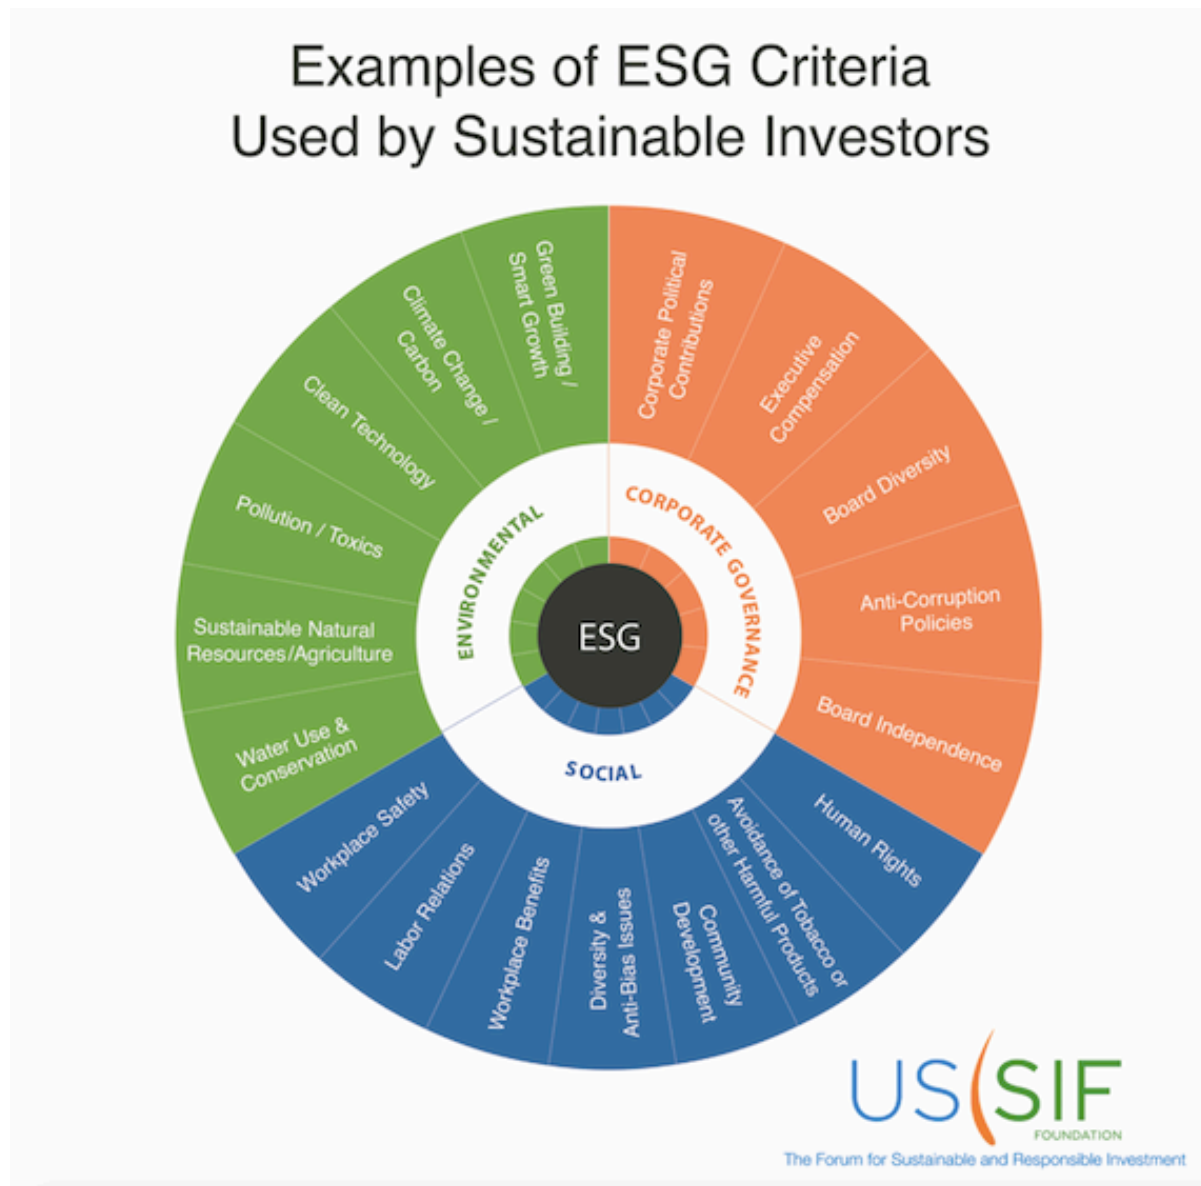 Examples of ESG Criteria
Used by Sustainable Investors
Green Building /
Smart Growth
Climate Change /
Carbon
Clean Technology
Pollution / Toxics
Sustainable Natural
Resources/Agriculture
Water Use &
Conservation
ENVIRONMENTAL
Corporate Political
Contributions
Executive
Compensation
Board Diversity
Anti-Corruption
Policies
Board Independence
CORPORATE GOVERNANCE
ESG
SOCIAL
Workplace Safety
Labor Relations
Workplace Benefits
Diversity &
Anti-Bias Issues
Community
Development
Avoidance of Tobacco or
other Harmful Products
Human Rights
US SIF
FOUNDATION
The Forum for Sustainable and Responsible Investment